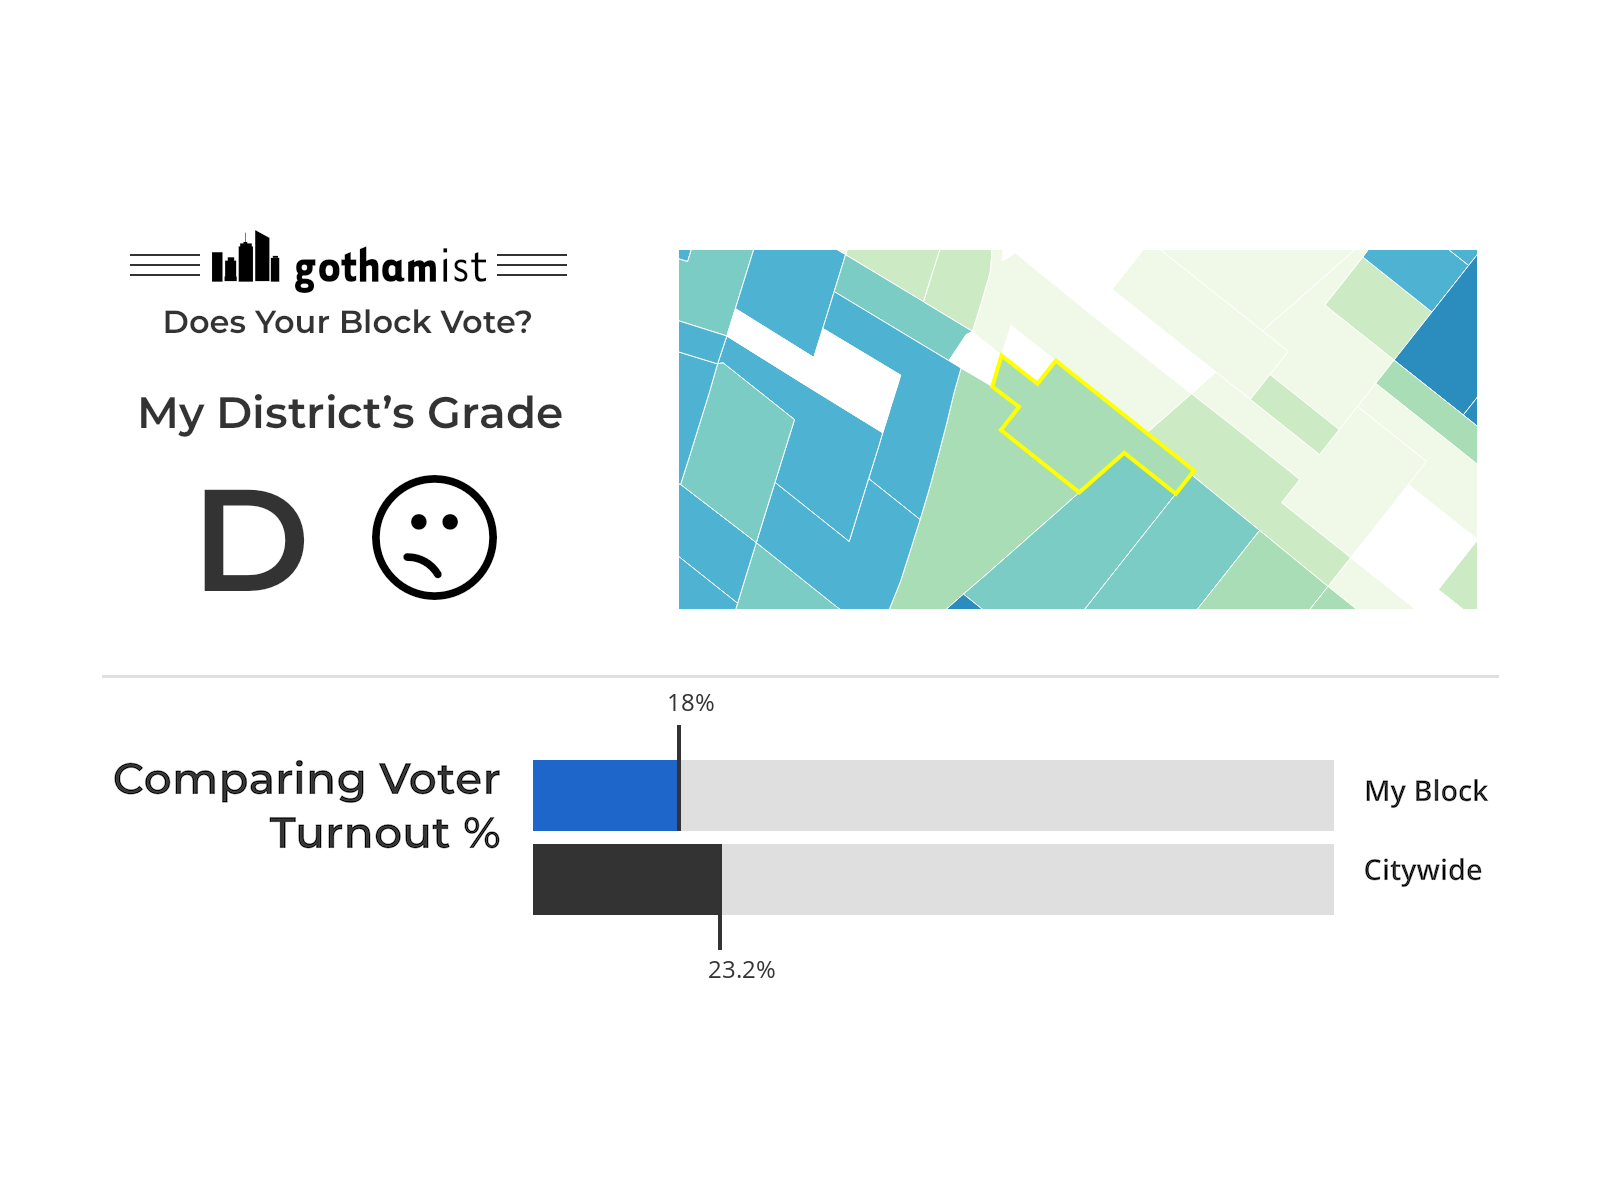 gothamist
Does Your Block Vote?
My District’s Grade
D
18%
Comparing Voter
Turnout %
My Block
Citywide
23.2%